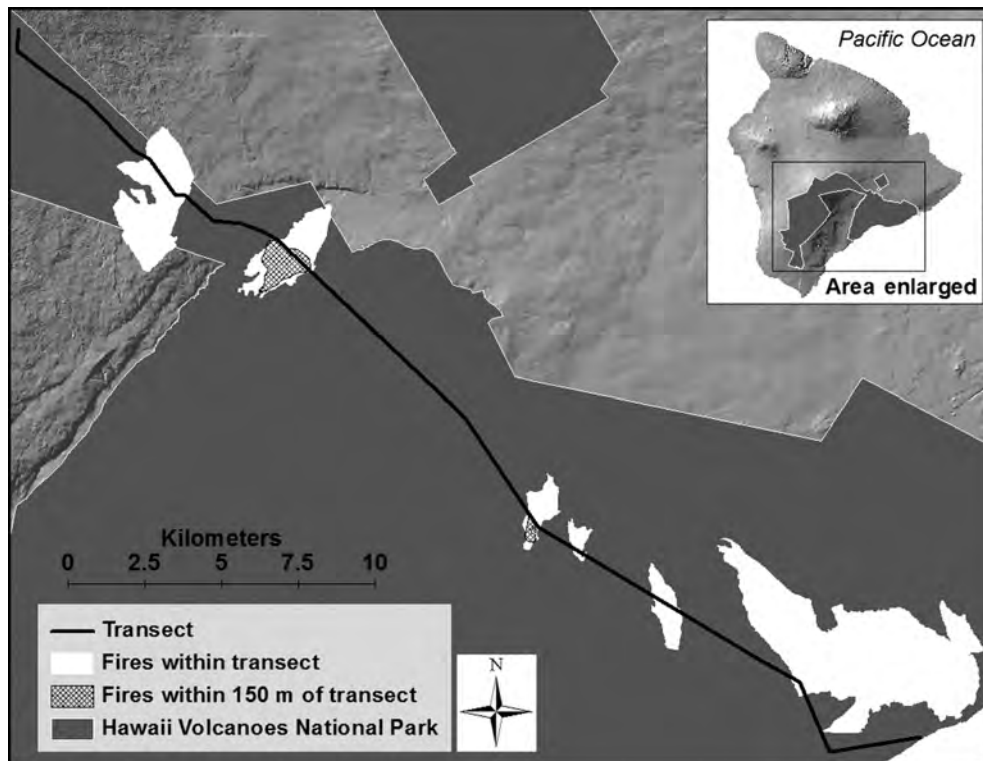 Pacific Ocean
Area enlarged
Kilometers
0 2.5 5 7.5 10
Transect
Fires within transect
Fires within 150 m of transect
Hawaii Volcanoes National Park
N